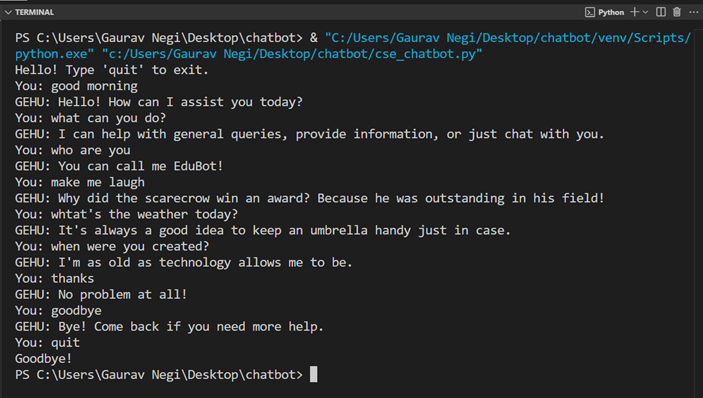 TERMINAL
Python
PS C:\Users\Gaurav Negi\Desktop\chatbot> & "C:/Users/Gaurav Negi/Desktop/chatbot/venv/Scripts/
python.exe" "c:/Users/Gaurav Negi/Desktop/chatbot/cse_chatbot.py"
Hello! Type 'quit' to exit.
You: good morning
GEHU: Hello! How can I assist you today?
You: what can you do?
GEHU: I can help with general queries, provide information, or just chat with you.
You: who are you
GEHU: You can call me EduBot!
You: make me laugh
GEHU: Why did the scarecrow win an award? Because he was outstanding in his field!
You: whtat's the weather today?
GEHU: It's always a good idea to keep an umbrella handy just in case.
You: when were you created?
GEHU: I'm as old as technology allows me to be.
You: thanks
GEHU: No problem at all!
You: goodbye
GEHU: Bye! Come back if you need more help.
You: quit
Goodbye!
PS C:\Users\Gaurav Negi\Desktop\chatbot>